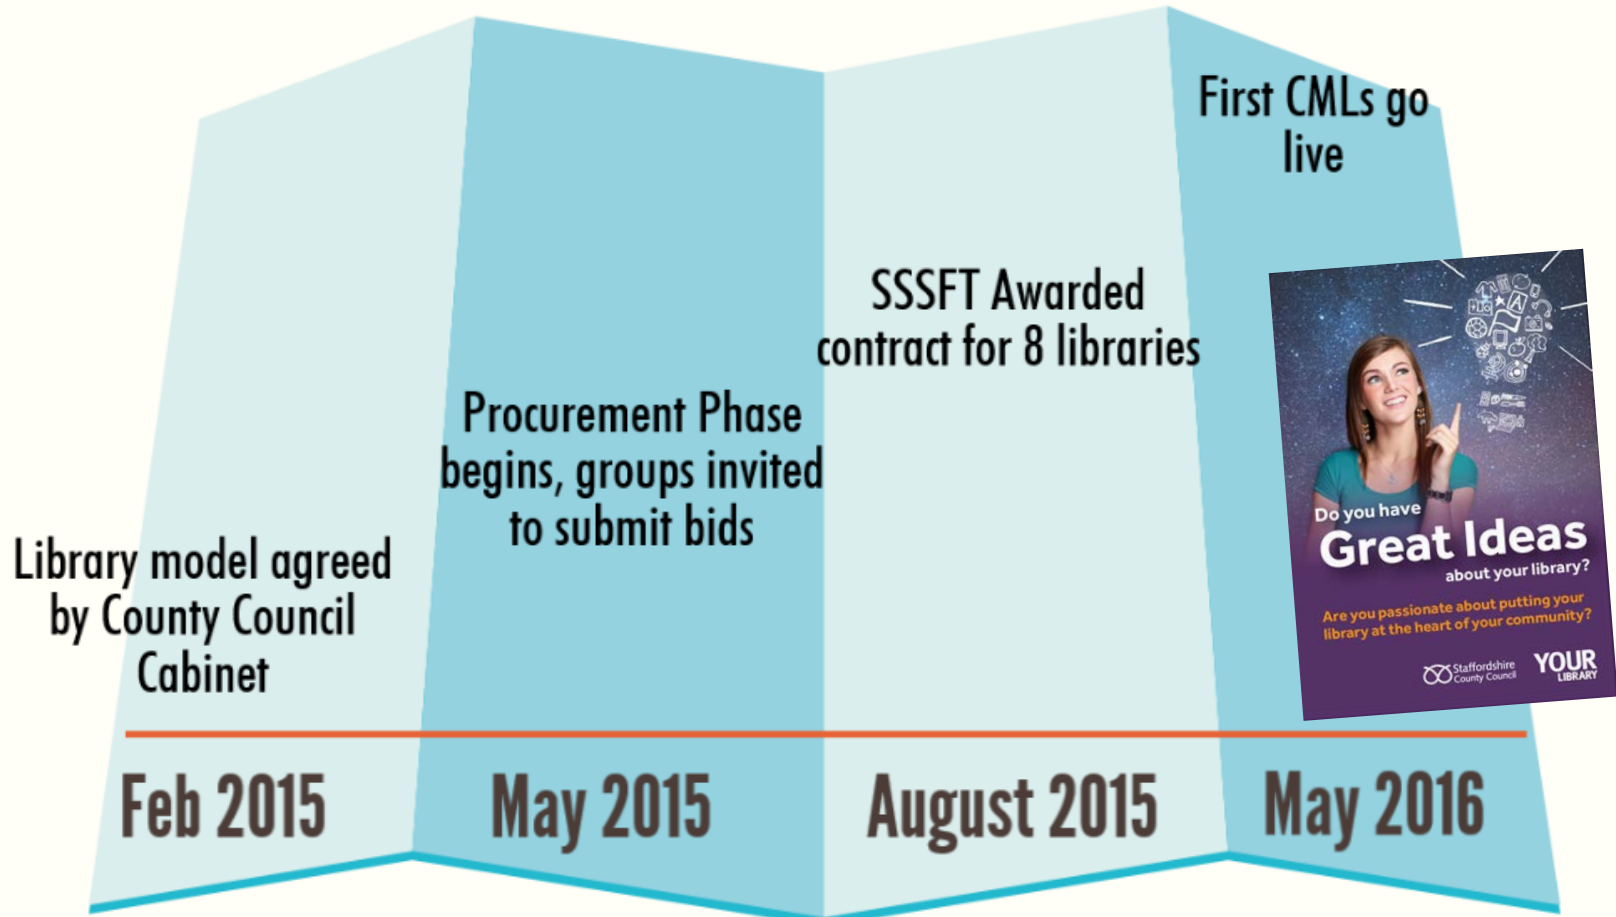 Library model agreed
by County Council
Cabinet
Feb 2015
Procurement Phase
begins, groups invited
to submit bids
May 2015
SSSFT Awarded
contract for 8 libraries
August 2015
First CMLs go
live
May 2016
Do you have
Great Ideas
about your library?
Are you passionate about putting your
library at the heart of your community?
Staffordshire
County Council
YOUR
LIBRARY